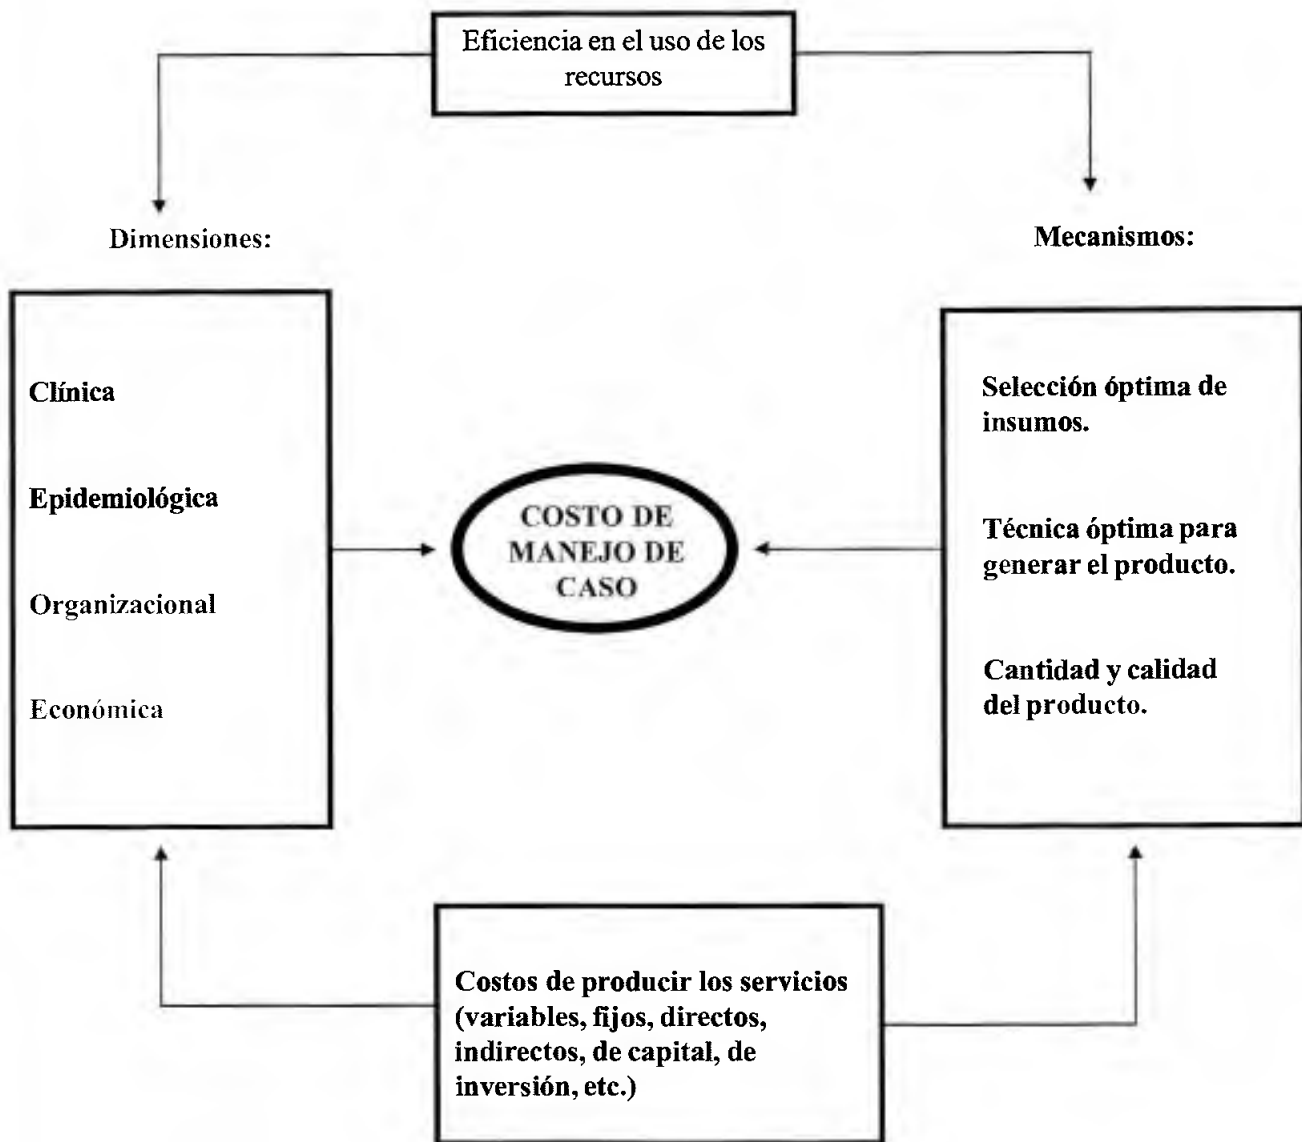 Eficiencia en el uso de los
recursos
Dimensiones:
Mecanismos:
Clínica
Epidemiológica
Organizacional
Económica
COSTO DE
MANEJO DE
CASO
Selección óptima de
insumos.
Técnica óptima para
generar el producto.
Cantidad y calidad
del producto.
Costos de producir los servicios
(variables, fijos, directos,
indirectos, de capital, de
inversión, etc.)